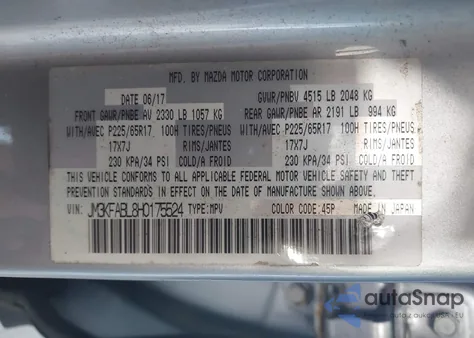 MFD. BY MAZDA MOTOR CORPORATION
DATE 06/17 GVWR/PNBV 4515 LB 2048 KG
FRONT GAWR/PNBE AV 2330 LB 1057 KG REAR GAWR/PNBE AR 2191 LB 994 KG
WITH/AVEC P225/65R17 100H TIRES/PNEUS WITH/AVEC P225/65R17 100H TIRES/PNEUS
17X7J RIMS/JANTES 17X7J RIMS/JANTES
230 KPA/34 PSI COLD/A FROID 230 KPA/34 PSI COLD/A FROID
THIS VEHICLE CONFORMS TO ALL APPLICABLE FEDERAL MOTOR VEHICLE SAFETY AND THEFT
PREVENTION STANDARDS IN EFFECT ON THE DATE OF MANUFACTURE SHOWN ABOVE.
VIN: JM3KFABL8H0175524 TYPE:MPV COLOR CODE:45P MADE IN JAPAN
autoSnap